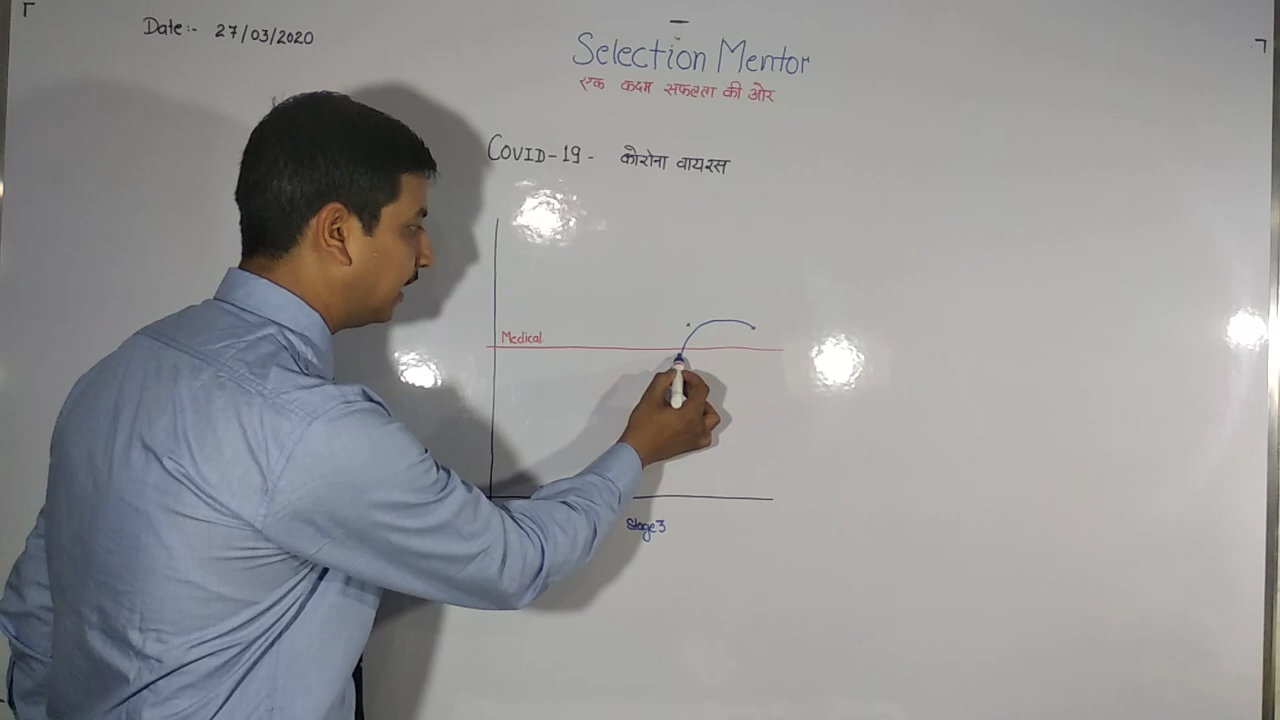 Date:- 27/03/2020
Selection Mentor
एक कदम सफलता की ओर
COVID-19- कोरोना वायरस
Medical.
Stage3